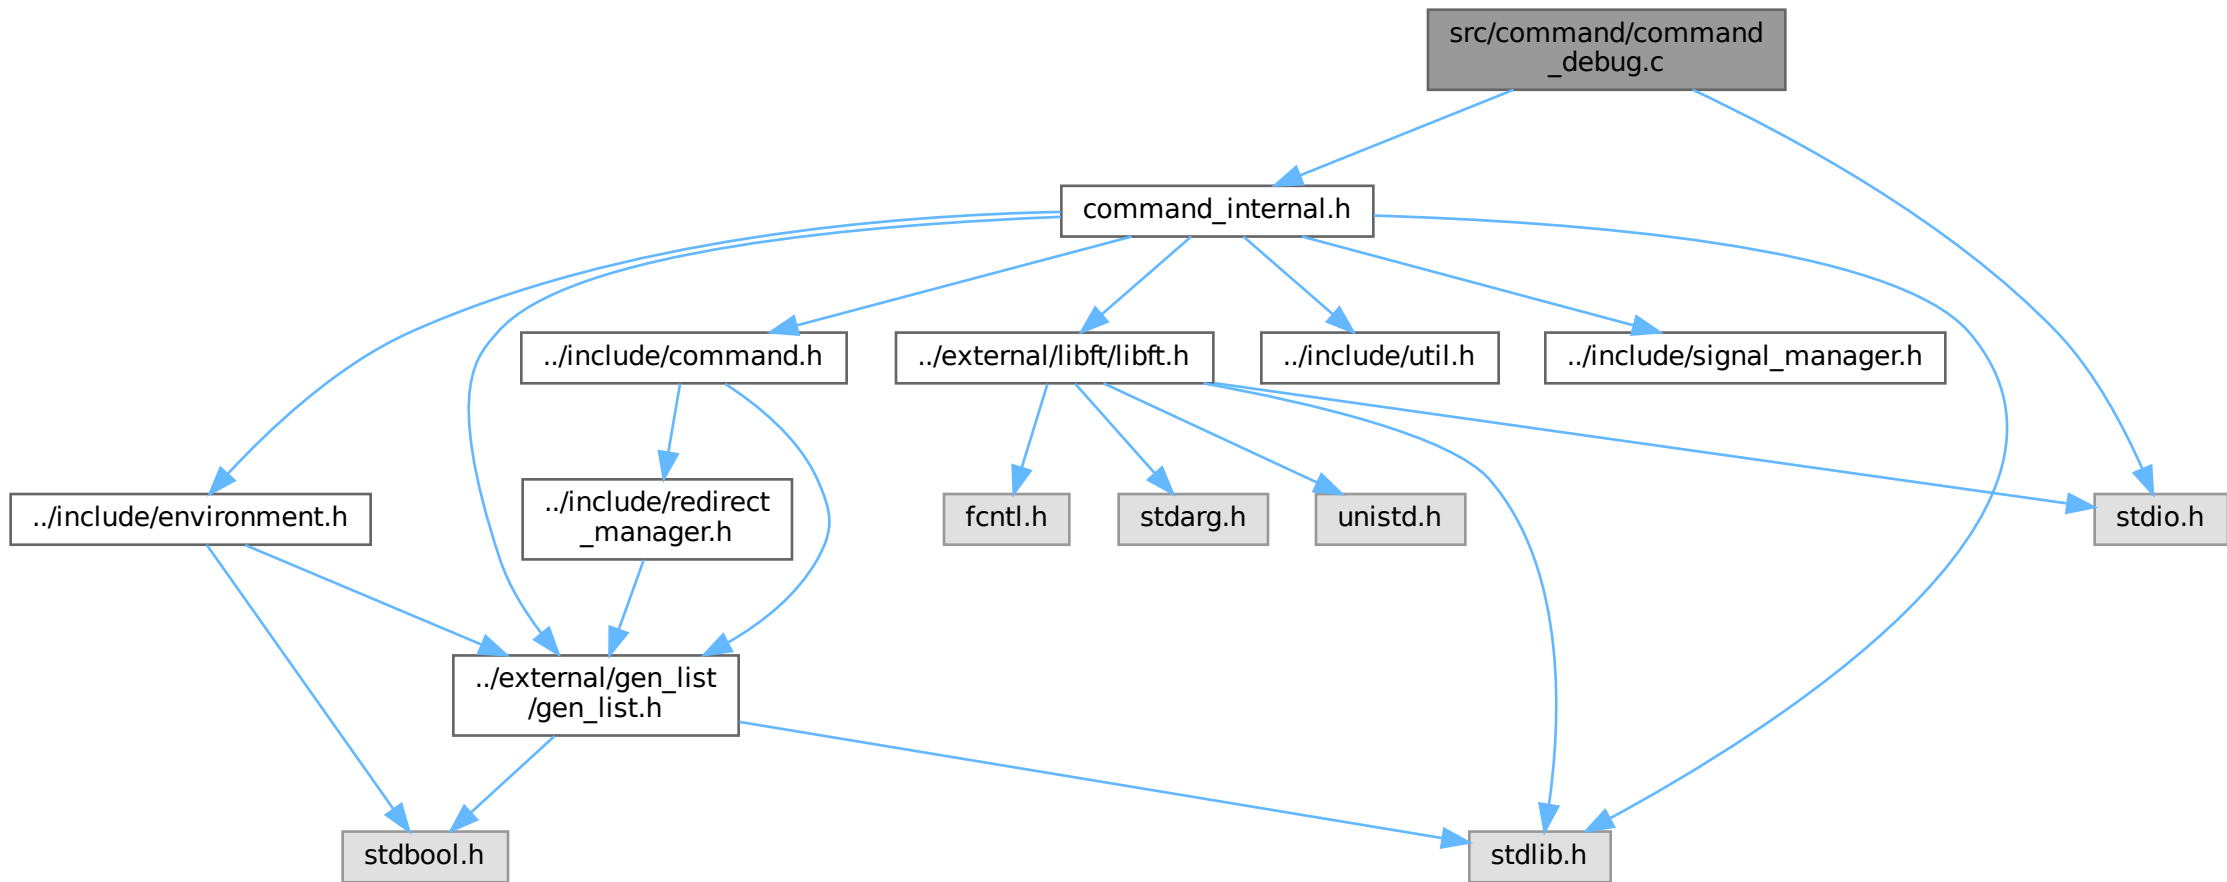 src/command/command
_debug.c
command_internal.h
../include/command.h
../external/libft/libft.h
../include/util.h
../include/signal_manager.h
../include/environment.h
../include/redirect
_manager.h
fcntl.h
stdarg.h
unistd.h
stdio.h
../external/gen_list
/gen_list.h
stdbool.h
stdlib.h